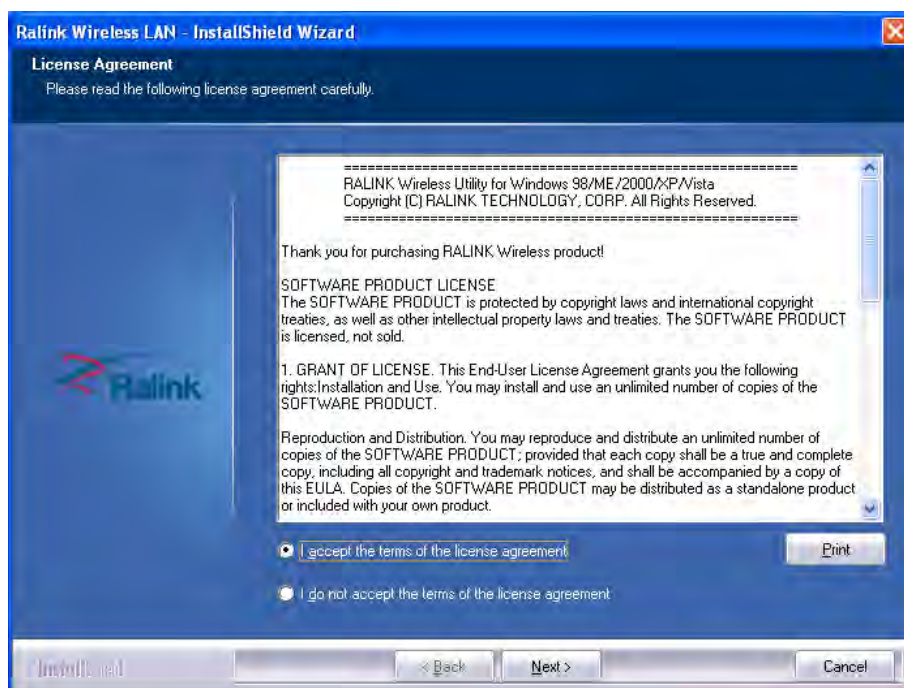 Ralink Wireless LAN - InstallShield Wizard
License Agreement
Please read the following license agreement carefully.
==========================================================
RALINK Wireless Utility for Windows 98/ME/2000/XP/Vista
Copyright (C) RALINK TECHNOLOGY, CORP. All Rights Reserved.
==========================================================
Thank you for purchasing RALINK Wireless product!
SOFTWARE PRODUCT LICENSE
The SOFTWARE PRODUCT is protected by copyright laws and international copyright
treaties, as well as other intellectual property laws and treaties. The SOFTWARE PRODUCT
is licensed, not sold.
1. GRANT OF LICENSE. This End-User License Agreement grants you the following
rights:Installation and Use. You may install and use an unlimited number of copies of the
SOFTWARE PRODUCT.
Reproduction and Distribution. You may reproduce and distribute an unlimited number of
copies of the SOFTWARE PRODUCT; provided that each copy shall be a true and complete
copy, including all copyright and trademark notices, and shall be accompanied by a copy of
this EULA. Copies of the SOFTWARE PRODUCT may be distributed as a standalone product
or included with your own product.
Ralink
I accept the terms of the license agreement
Print
I do not accept the terms of the license agreement
InstallShield
< Back
Next >
Cancel